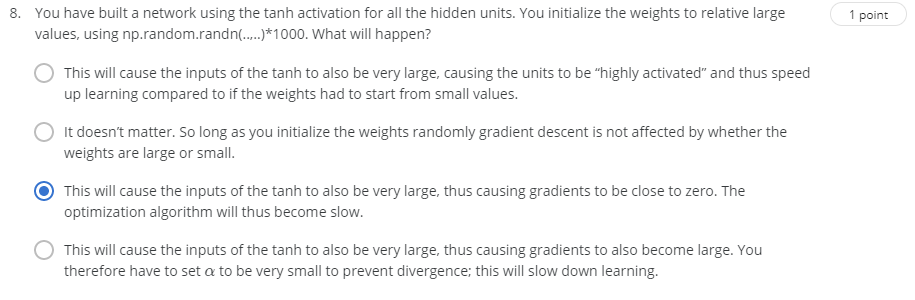 8. You have built a network using the tanh activation for all the hidden units. You initialize the weights to relative large
1 point
values, using np.random.randn(..,..)*1000. What will happen?
This will cause the inputs of the tanh to also be very large, causing the units to be “highly activated” and thus speed
up learning compared to if the weights had to start from small values.
It doesn’t matter. So long as you initialize the weights randomly gradient descent is not affected by whether the
weights are large or small.
This will cause the inputs of the tanh to also be very large, thus causing gradients to be close to zero. The
optimization algorithm will thus become slow.
This will cause the inputs of the tanh to also be very large, thus causing gradients to also become large. You
therefore have to set α to be very small to prevent divergence; this will slow down learning.